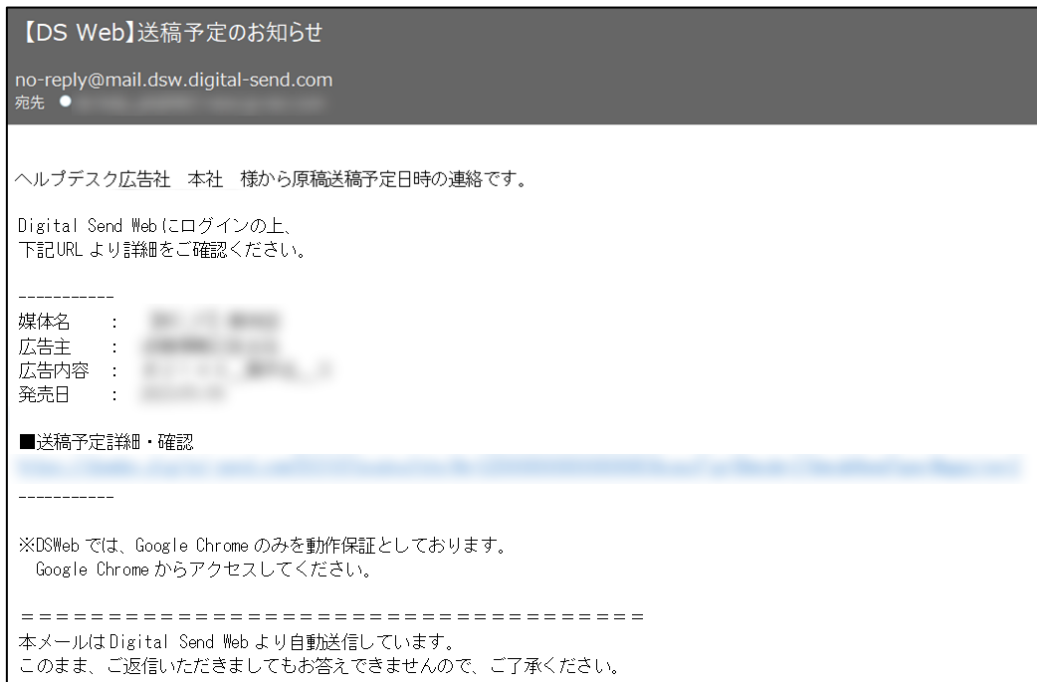 【DS Web】送稿予定のお知らせ
no-reply@mail.dsw.digital-send.com
宛先
ヘルプデスク広告社　本社　様から原稿送稿予定日時の連絡です。
Digital Send Webにログインの上、
下記URLより詳細をご確認ください。
-----------
媒体名　　：
広告主　　：
広告内容　：
発売日　　：
■送稿予定詳細・確認
-----------
※DSWebでは、Google Chromeのみを動作保証としております。
Google Chromeからアクセスしてください。
＝＝＝＝＝＝＝＝＝＝＝＝＝＝＝＝＝＝＝＝＝＝＝＝＝＝＝＝＝＝＝＝＝＝＝＝
本メールはDigital Send Webより自動送信しています。
このまま、ご返信いただきましてもお答えできませんので、ご了承ください。